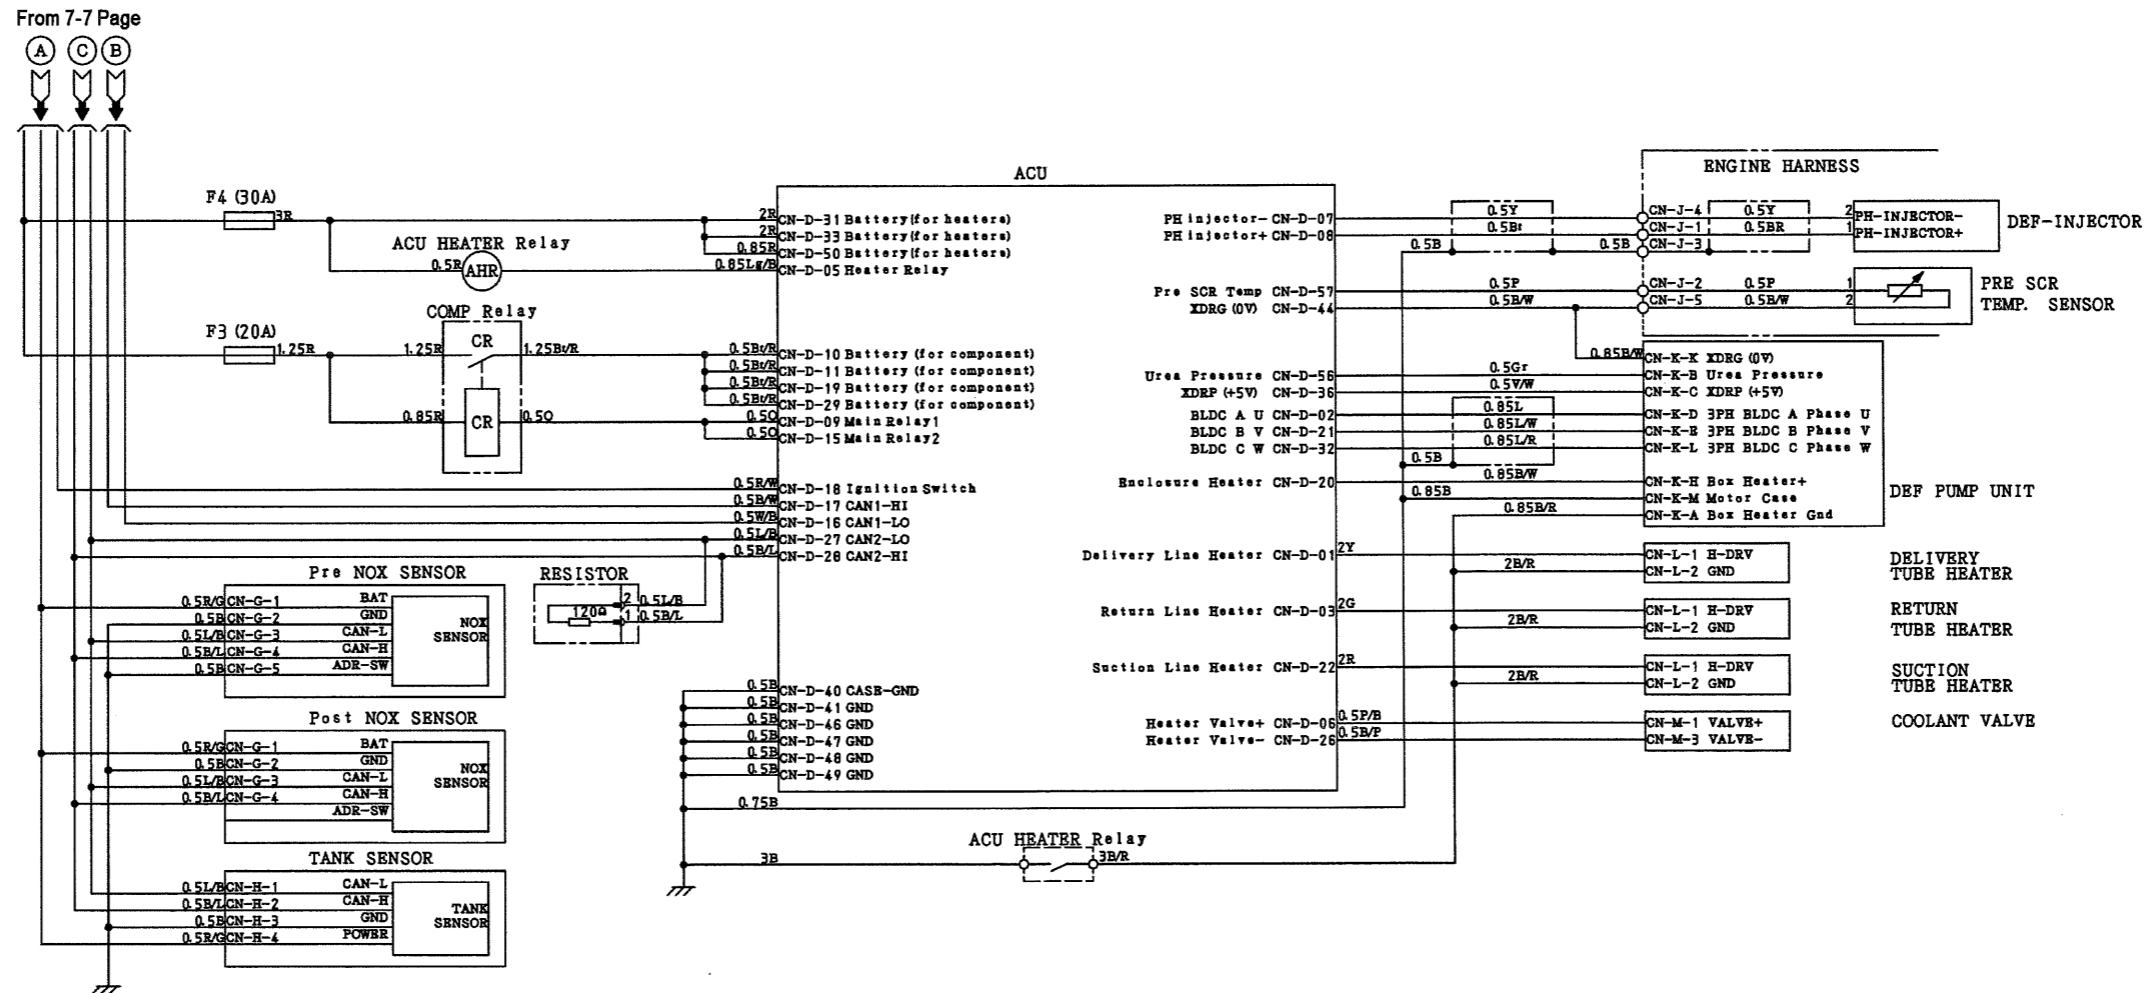 From 7-7 Page
A C B
ACU
F4 (30A)
3R
ACU HEATER Relay
0.5R AHR 0.85Lg/B
2R CN-D-31 Battery(for heaters)
2R CN-D-33 Battery(for heaters)
0.85R CN-D-50 Battery(for heaters)
CN-D-05 Heater Relay
COMP Relay
F3 (20A)
1.25R 1.25R CR 1.25Bt/R
0.85R CR 0.5O
0.5Bt/R CN-D-10 Battery (for component)
0.5Bt/R CN-D-11 Battery (for component)
0.5Bt/R CN-D-19 Battery (for component)
0.5Bt/R CN-D-29 Battery (for component)
0.5O CN-D-09 Main Relay1
0.5O CN-D-15 Main Relay2
0.5R/W CN-D-18 Ignition Switch
0.5B/W CN-D-17 CAN1-HI
0.5W/B CN-D-16 CAN1-LO
0.5L/B CN-D-27 CAN2-LO
0.5B/L CN-D-28 CAN2-HI
Pre NOX SENSOR
0.5R/G CN-G-1 BAT
0.5B CN-G-2 GND
0.5L/B CN-G-3 CAN-L
0.5B/L CN-G-4 CAN-H
0.5B CN-G-5 ADR-SW
NOX
SENSOR
RESISTOR
120Ω
2 0.5L/B
1 0.5B/L
Post NOX SENSOR
0.5R/G CN-G-1 BAT
0.5B CN-G-2 GND
0.5L/B CN-G-3 CAN-L
0.5B/L CN-G-4 CAN-H
ADR-SW
NOX
SENSOR
TANK SENSOR
0.5L/B CN-H-1 CAN-L
0.5B/L CN-H-2 CAN-H
0.5B CN-H-3 GND
0.5R/G CN-H-4 POWER
TANK
SENSOR
0.5B CN-D-40 CASE-GND
0.5B CN-D-41 GND
0.5B CN-D-46 GND
0.5B CN-D-47 GND
0.5B CN-D-48 GND
0.5B CN-D-49 GND
0.75B
ACU HEATER Relay
3B 3B/R
ENGINE HARNESS
PH injector- CN-D-07 0.5Y CN-J-4 0.5Y 2 PH-INJECTOR-
PH injector+ CN-D-08 0.5Bt CN-J-1 0.5BR 1 PH-INJECTOR+
0.5B 0.5B CN-J-3
DEF-INJECTOR
Pre SCR Temp CN-D-57 0.5P CN-J-2 0.5P 1
XDRG (0V) CN-D-44 0.5B/W CN-J-5 0.5B/W 2
PRE SCR
TEMP. SENSOR
0.85B/W CN-K-K XDRG (0V)
Urea Pressure CN-D-56 0.5Gr CN-K-B Urea Pressure
XDRP (+5V) CN-D-36 0.5V/W CN-K-C XDRP (+5V)
BLDC A U CN-D-02 0.85L CN-K-D 3PH BLDC A Phase U
BLDC B V CN-D-21 0.85L/W CN-K-E 3PH BLDC B Phase V
BLDC C W CN-D-32 0.85L/R CN-K-L 3PH BLDC C Phase W
0.5B
Enclosure Heater CN-D-20 0.85B/W CN-K-H Box Heater+
0.85B CN-K-M Motor Case
0.85B/R CN-K-A Box Heater Gnd
DEF PUMP UNIT
Delivery Line Heater CN-D-01 2Y CN-L-1 H-DRV
2B/R CN-L-2 GND
DELIVERY
TUBE HEATER
Return Line Heater CN-D-03 2G CN-L-1 H-DRV
2B/R CN-L-2 GND
RETURN
TUBE HEATER
Suction Line Heater CN-D-22 2R CN-L-1 H-DRV
2B/R CN-L-2 GND
SUCTION
TUBE HEATER
Heater Valve+ CN-D-06 0.5P/B CN-M-1 VALVE+
Heater Valve- CN-D-26 0.5B/P CN-M-3 VALVE-
COOLANT VALVE